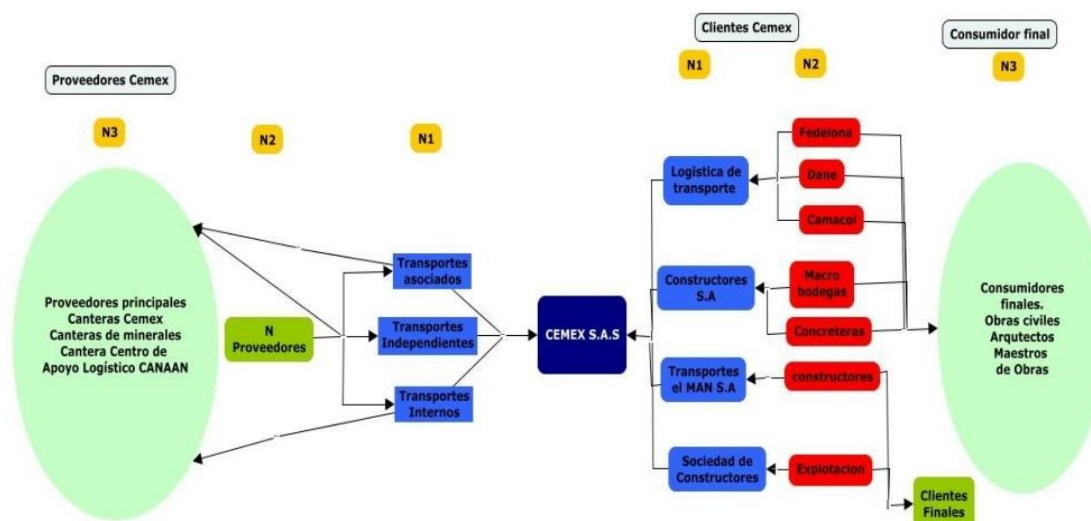 Proveedores Cemex
Clientes Cemex
Consumidor final
N3
N2
N1
N1
N2
N3
Proveedores principales
Canteras Cemex
Canteras de minerales
Cantera Centro de
Apoyo Logístico CANAAN
N
Proveedores
Transportes
asociados
Transportes
Independientes
Transportes
Internos
CEMEX S.A.S
Logistica de
transporte
Constructores
S.A
Transportes
el MAN S.A
Sociedad de
Constructores
Fedelona
Dane
Camacol
Macro
bodegas
Concreteras
constructores
Explotacion
Consumidores
finales.
Obras civiles
Arqutectos
Maestros
de Obras
Clientes
Finales